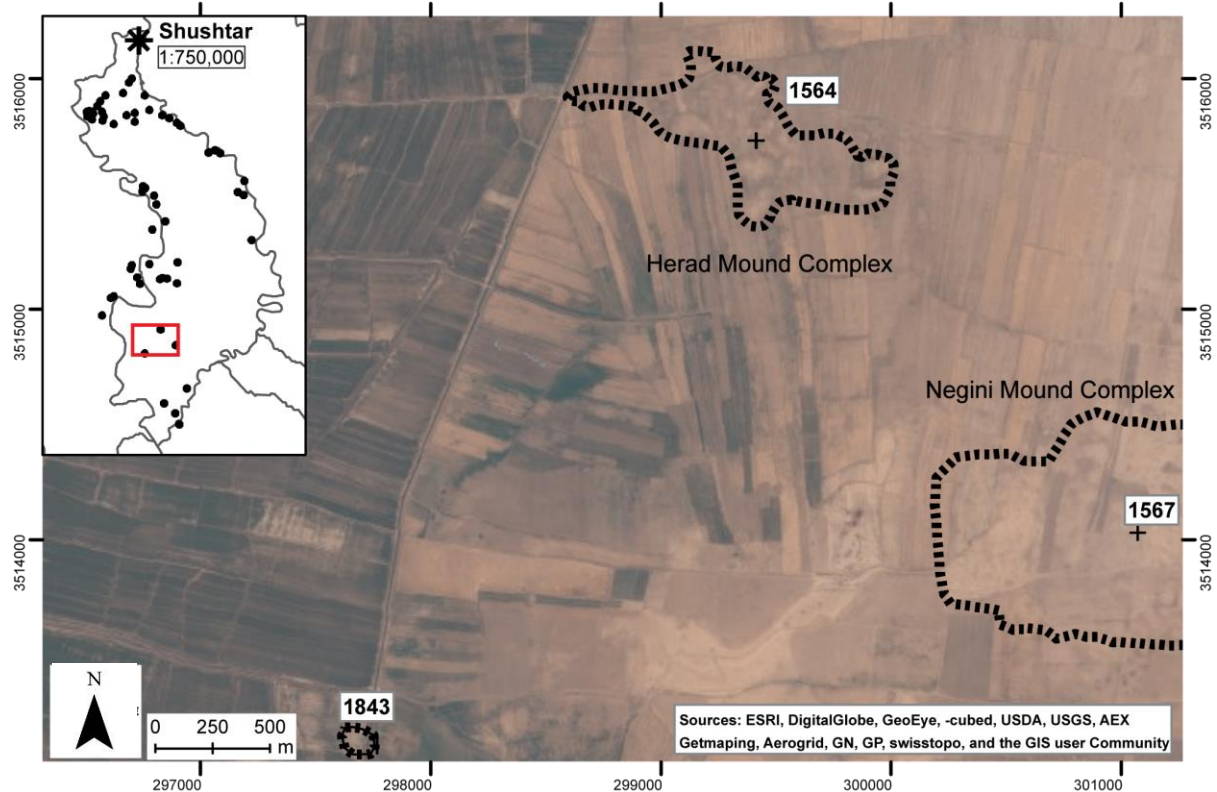 Shushtar
1:750,000
1564
Herad Mound Complex
Negini Mound Complex
1567
1843
N
0 250 500
m
Sources: ESRI, DigitalGlobe, GeoEye, -cubed, USDA, USGS, AEX
Getmaping, Aerogrid, GN, GP, swisstopo, and the GIS user Community
3516000
3515000
3514000
3516000
3515000
3514000
297000 298000 299000 300000 301000